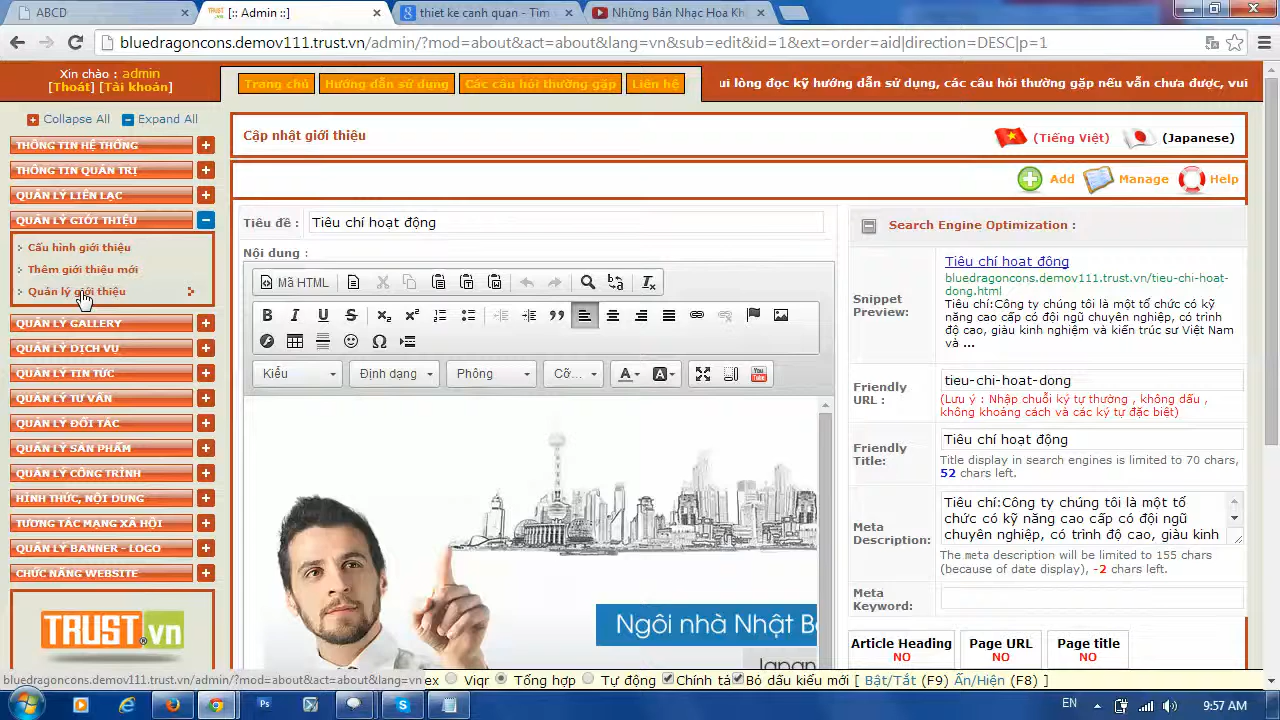 ABCD
[:: Admin ::]
thiet ke canh quan - Tìm v
Những Bản Nhạc Hoa Kh
bluedragoncons.demov111.trust.vn/admin/?mod=about&act=about&lang=vn&sub=edit&id=1&ext=order=aid|direction=DESC|p=1
Xin chào : admin
[Thoát] [Tài khoản]
Trang chủ
Hướng dẫn sử dụng
Các câu hỏi thường gặp
Liên hệ
ui lòng đọc kỹ hướng dẫn sử dụng, các câu hỏi thường gặp nếu vẫn chưa được, vui
Collapse All
Expand All
THÔNG TIN HỆ THỐNG
THÔNG TIN QUẢN TRỊ
QUẢN LÝ LIÊN LẠC
QUẢN LÝ GIỚI THIỆU
Cấu hình giới thiệu
Thêm giới thiệu mới
Quản lý giới thiệu
QUẢN LÝ GALLERY
QUẢN LÝ DỊCH VỤ
QUẢN LÝ TIN TỨC
QUẢN LÝ TƯ VẤN
QUẢN LÝ ĐỐI TÁC
QUẢN LÝ SẢN PHẨM
QUẢN LÝ CÔNG TRÌNH
HÌNH THỨC, NỘI DUNG
TƯƠNG TÁC MẠNG XÃ HỘI
QUẢN LÝ BANNER - LOGO
CHỨC NĂNG WEBSITE
TRUST.vn
Cập nhật giới thiệu
(Tiếng Việt)
(Japanese)
Add
Manage
Help
Tiêu đề :
Tiêu chí hoạt động
Nội dung :
Mã HTML
Kiểu
Định dạng
Phông
Cỡ...
Ngôi nhà Nhật B
Japan
Search Engine Optimization :
Snippet Preview:
Tiêu chí hoạt động
bluedragoncons.demov111.trust.vn/tieu-chi-hoat-
dong.html
Tiêu chí:Công ty chúng tôi là một tổ chức có kỹ
năng cao cấp có đội ngũ chuyên nghiệp, có trình
độ cao, giàu kinh nghiệm và kiến trúc sư Việt Nam
và ...
Friendly URL :
tieu-chi-hoat-dong
(Lưu ý : Nhập chuỗi ký tự thường , không dấu ,
không khoảng cách và các ký tự đặc biệt)
Friendly Title:
Tiêu chí hoạt động
Title display in search engines is limited to 70 chars,
52 chars left.
Meta Description:
Tiêu chí:Công ty chúng tôi là một tổ
chức có kỹ năng cao cấp có đội ngũ
chuyên nghiệp, có trình độ cao, giàu kinh
The meta description will be limited to 155 chars
(because of date display), -2 chars left.
Meta Keyword:
Article Heading
NO
Page URL
NO
Page title
NO
bluedragoncons.demov111.trust.vn/admin/?mod=about&act=about&lang=vn
ex
Viqr
Tổng hợp
Tự động
Chính tả
Bỏ dấu kiểu mới [ Bật/Tắt (F9) Ẩn/Hiện (F8) ]
EN
9:57 AM